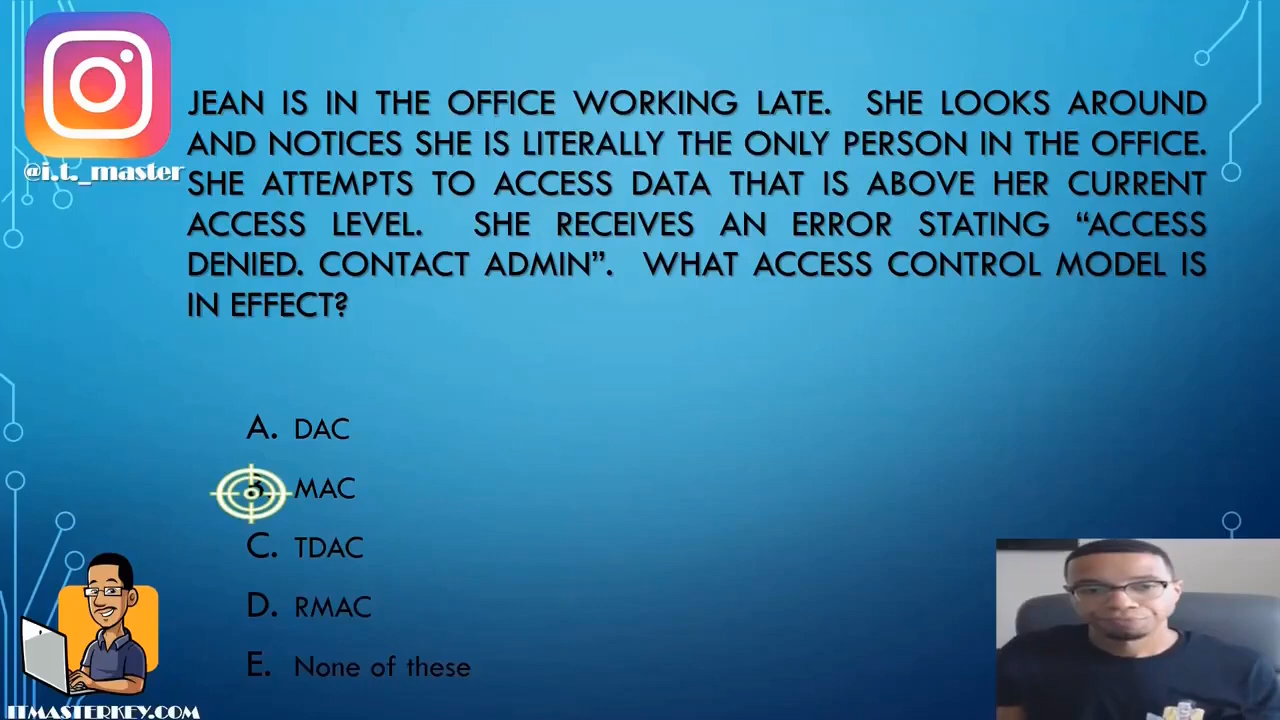 @i.t._master
JEAN IS IN THE OFFICE WORKING LATE. SHE LOOKS AROUND
AND NOTICES SHE IS LITERALLY THE ONLY PERSON IN THE OFFICE.
SHE ATTEMPTS TO ACCESS DATA THAT IS ABOVE HER CURRENT
ACCESS LEVEL. SHE RECEIVES AN ERROR STATING “ACCESS
DENIED. CONTACT ADMIN”. WHAT ACCESS CONTROL MODEL IS
IN EFFECT?
A. DAC
MAC
C. TDAC
D. RMAC
E. None of these
ITMASTERKEY.COM